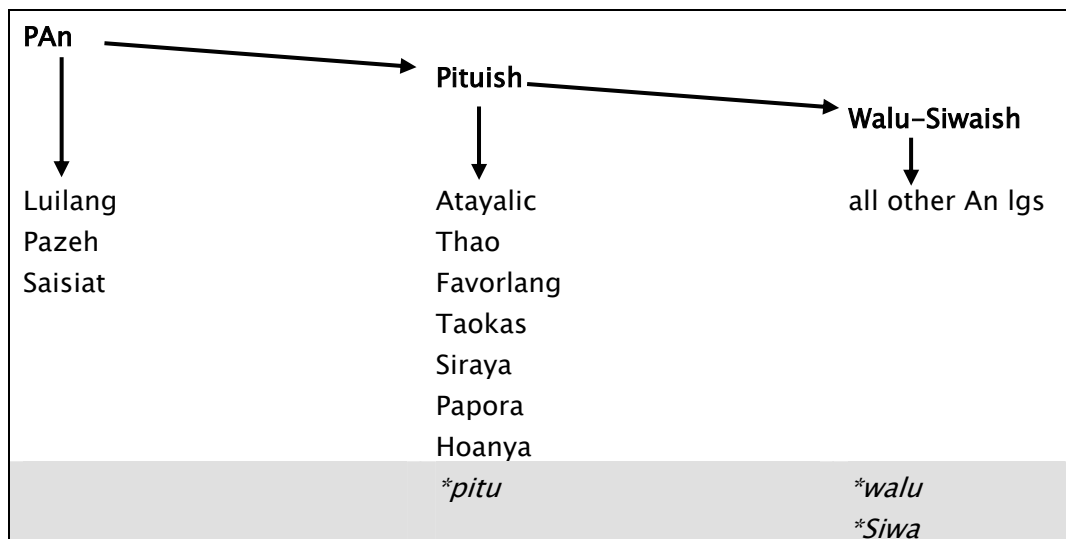 PAn
Pituish
Walu-Siwaish
Luilang Atayalic all other An lgs
Pazeh Thao
Saisiat Favorlang
Taokas
Siraya
Papora
Hoanya
*pitu *walu
*Siwa